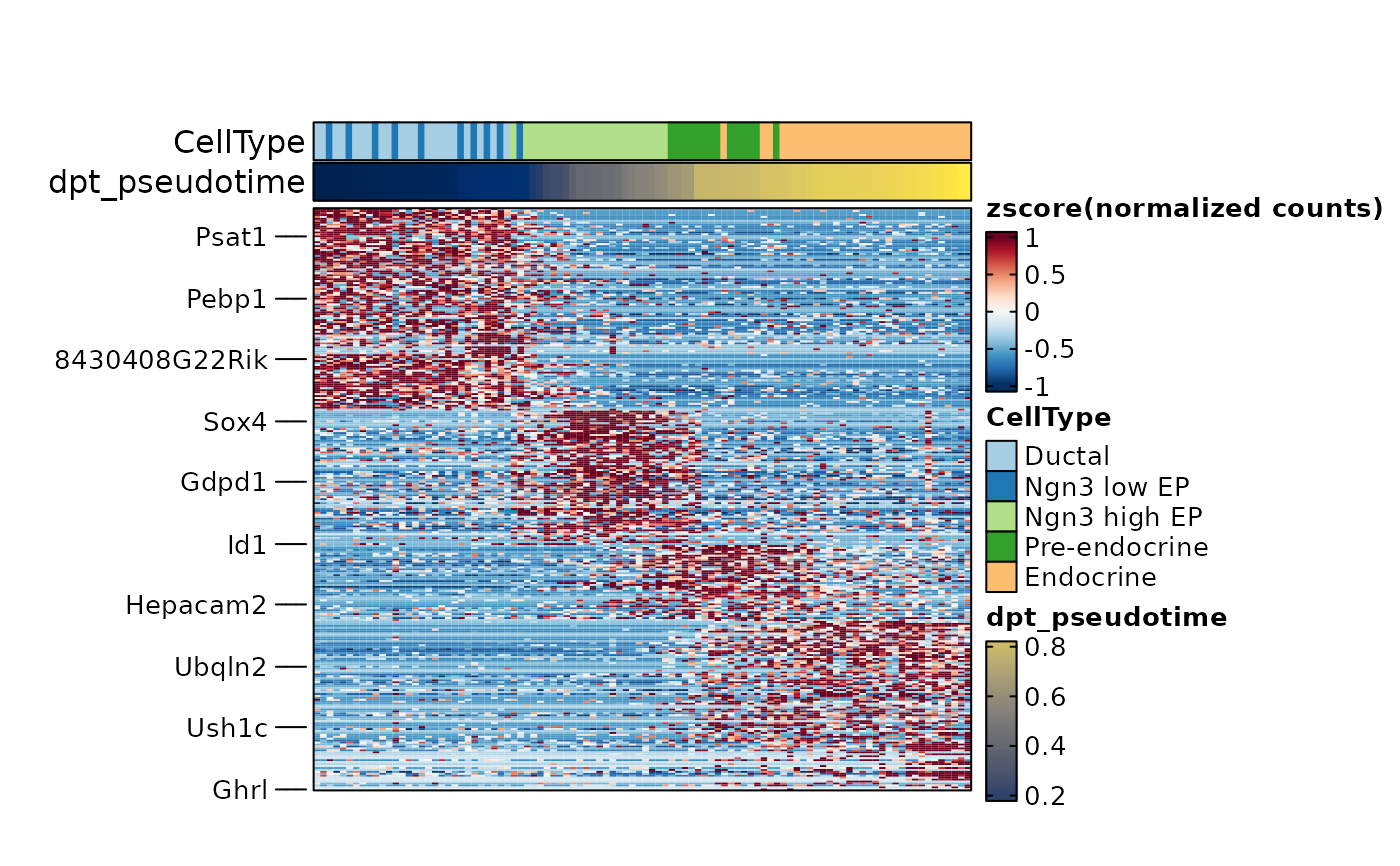 CellType
dpt_pseudotime
Psat1
Pebp1
8430408G22Rik
Sox4
Gdpd1
Id1
Hepacam2
Ubqln2
Ush1c
Ghrl
zscore(normalized counts)
1
0.5
0
-0.5
-1
CellType
Ductal
Ngn3 low EP
Ngn3 high EP
Pre-endocrine
Endocrine
dpt_pseudotime
0.8
0.6
0.4
0.2